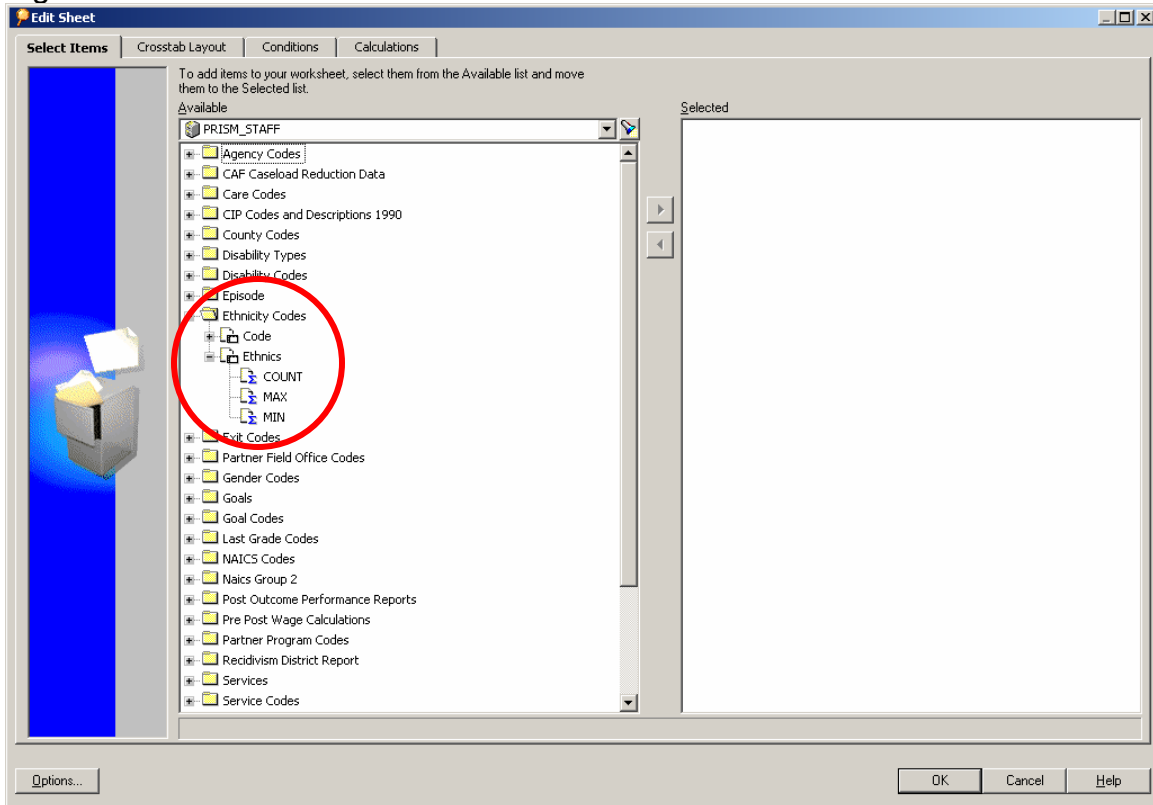 Edit Sheet
Select Items Crosstab Layout Conditions Calculations
To add items to your worksheet, select them from the Available list and move
them to the Selected list.
Available Selected
PRISM_STAFF
Agency Codes
CAF Caseload Reduction Data
Care Codes
CIP Codes and Descriptions 1990
County Codes
Disability Types
Disability Codes
Episode
Ethnicity Codes
Code
Ethnics
COUNT
MAX
MIN
Exit Codes
Partner Field Office Codes
Gender Codes
Goals
Goal Codes
Last Grade Codes
NAICS Codes
Naics Group 2
Post Outcome Performance Reports
Pre Post Wage Calculations
Partner Program Codes
Recidivism District Report
Services
Service Codes
Options... OK Cancel Help